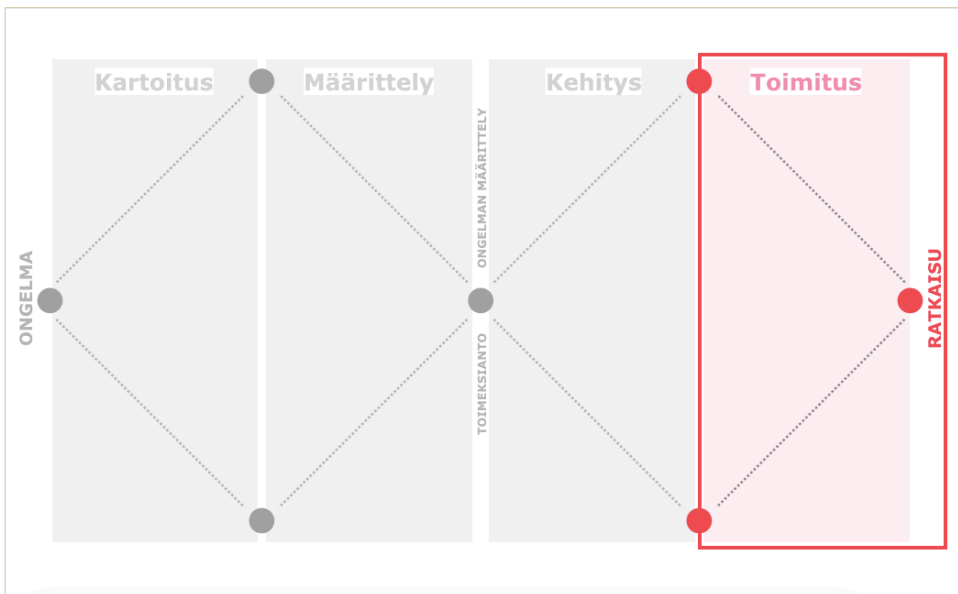 Kartoitus
Määrittely
Kehitys
Toimitus
ONGELMA
ONGELMAN MÄÄRITTELY
TOIMEKSIANTO
RATKAISU